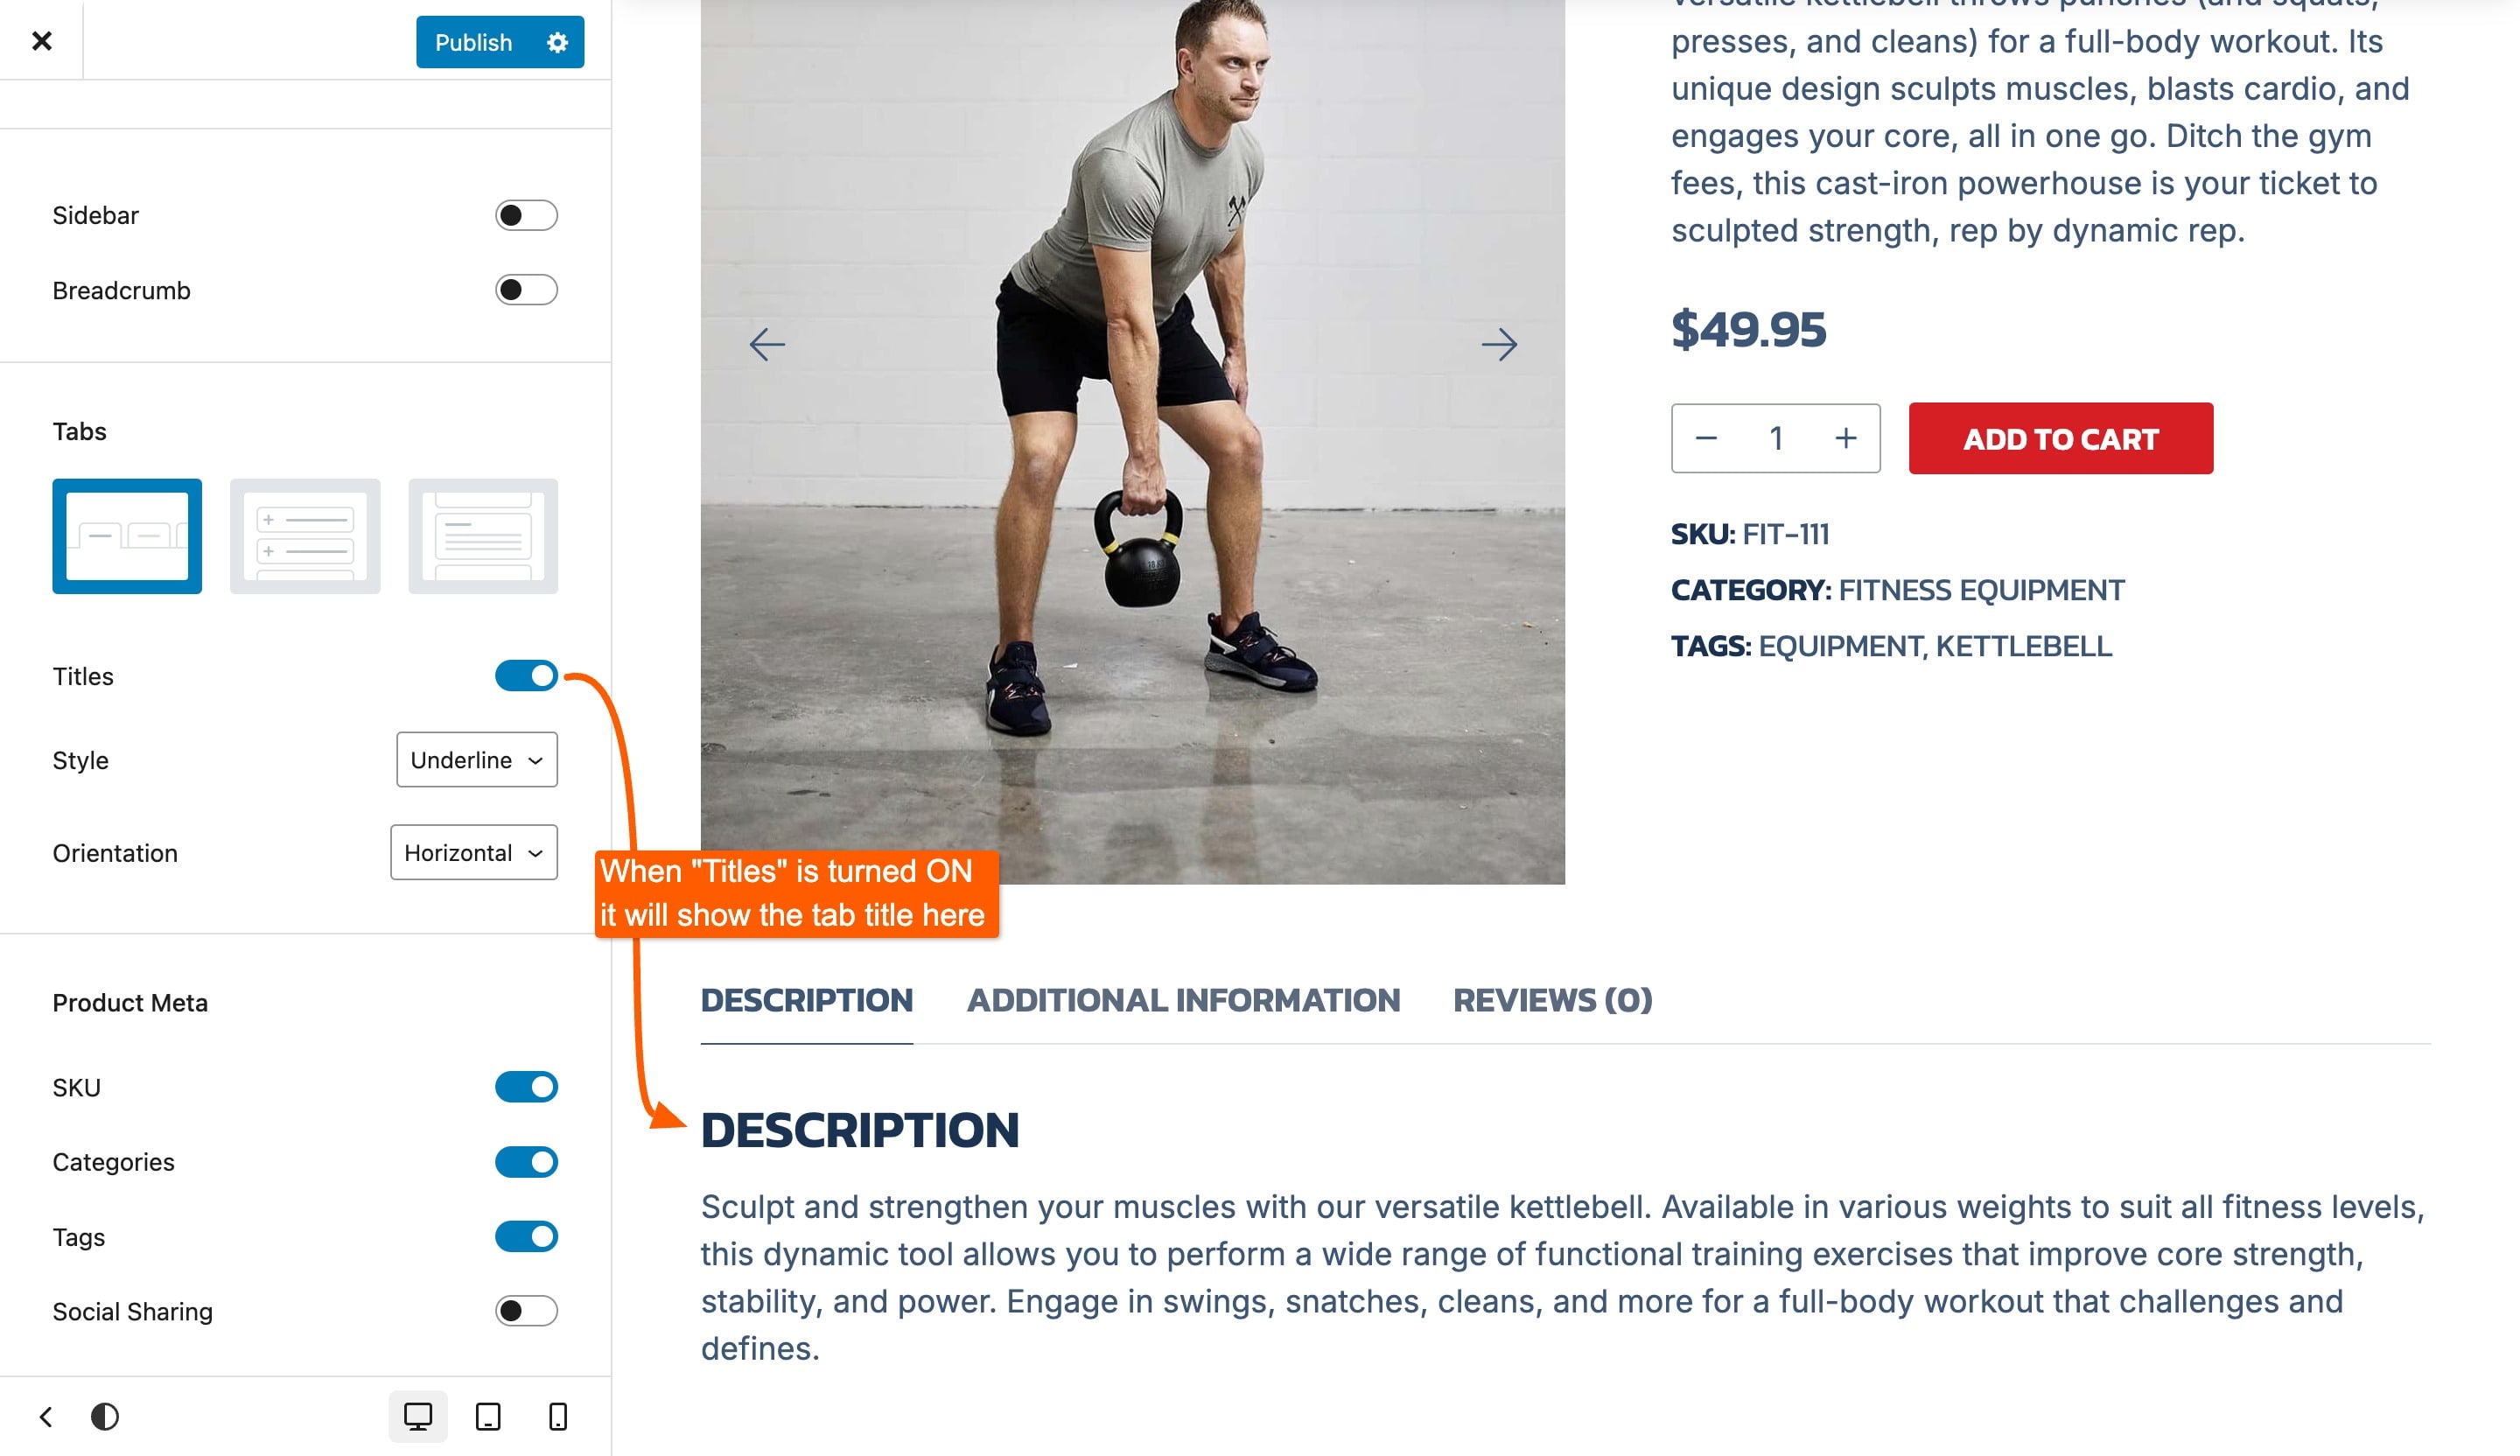 Publish
Sidebar
Breadcrumb
Tabs
Titles
Style
Underline
Orientation
Horizontal
Product Meta
SKU
Categories
Tags
Social Sharing
When "Titles" is turned ON
it will show the tab title here
versatile kettlebell throws punches (and squats,
presses, and cleans) for a full-body workout. Its
unique design sculpts muscles, blasts cardio, and
engages your core, all in one go. Ditch the gym
fees, this cast-iron powerhouse is your ticket to
sculpted strength, rep by dynamic rep.
$49.95
1
ADD TO CART
SKU: FIT-111
CATEGORY: FITNESS EQUIPMENT
TAGS: EQUIPMENT, KETTLEBELL
DESCRIPTION
ADDITIONAL INFORMATION
REVIEWS (0)
DESCRIPTION
Sculpt and strengthen your muscles with our versatile kettlebell. Available in various weights to suit all fitness levels,
this dynamic tool allows you to perform a wide range of functional training exercises that improve core strength,
stability, and power. Engage in swings, snatches, cleans, and more for a full-body workout that challenges and
defines.